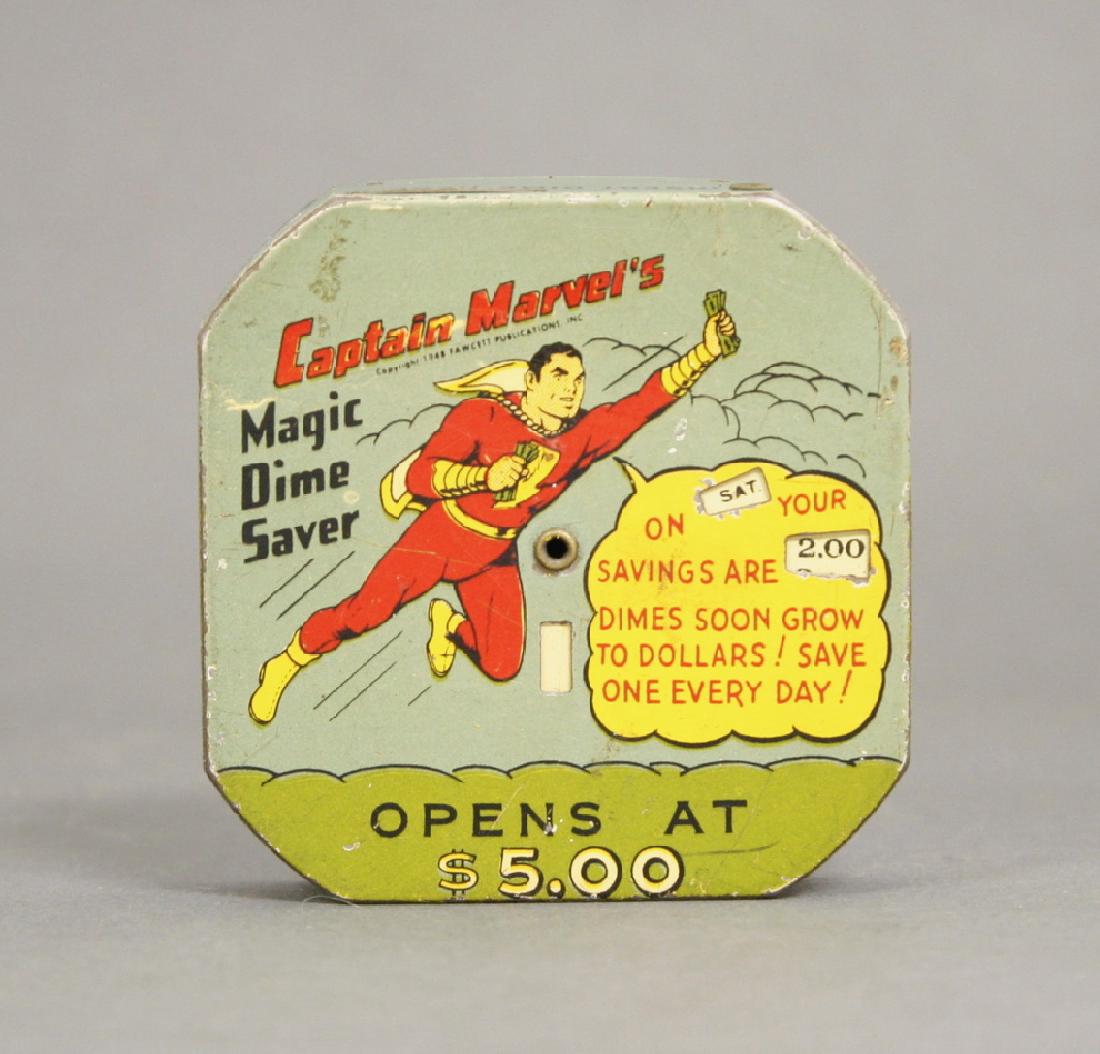 Captain Marvel's
Copyright 1948 FAWCETT PUBLICATIONS, INC
Magic
Dime
Saver
ON SAT. YOUR
SAVINGS ARE 2.00
DIMES SOON GROW
TO DOLLARS! SAVE
ONE EVERY DAY!
OPENS AT
$5.00